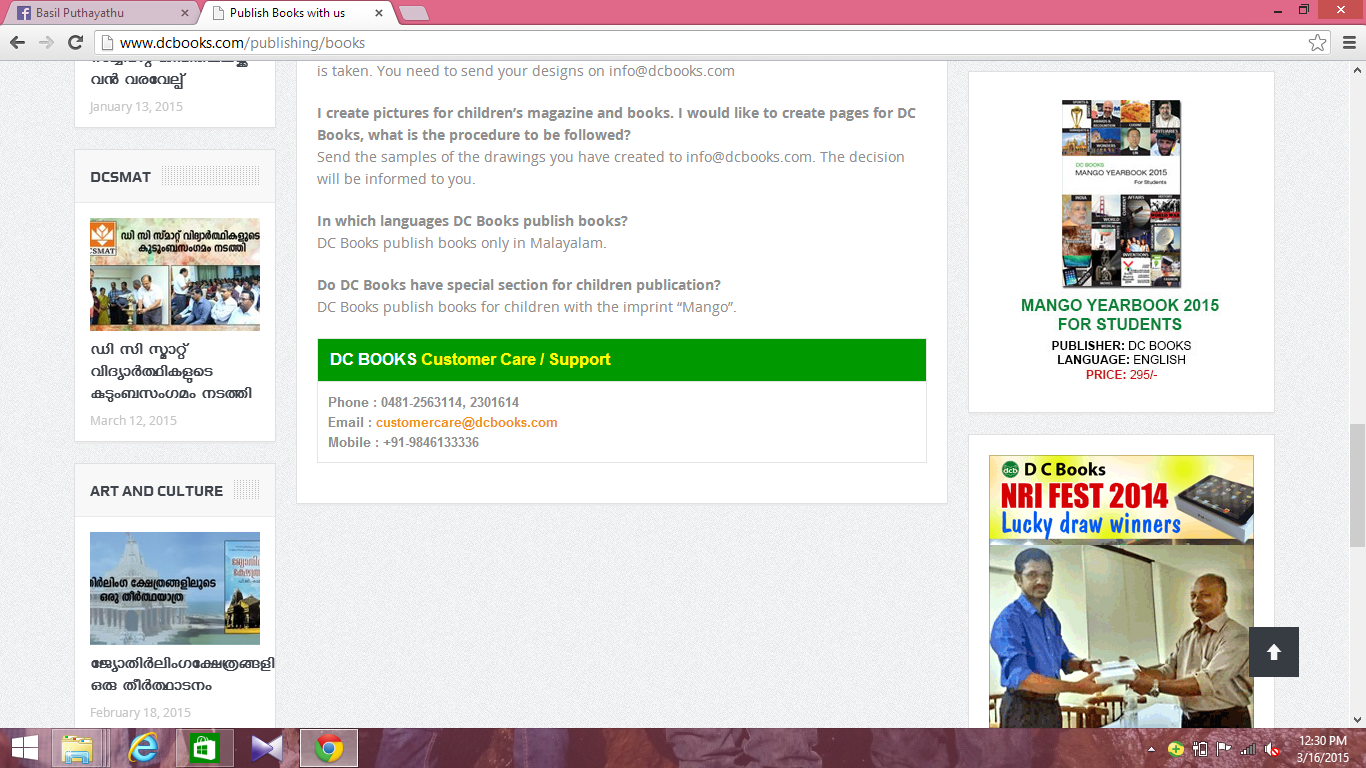 Basil Puthayathu
Publish Books with us
www.dcbooks.com/publishing/books
വൻ വരവേല്പ്
January 13, 2015
DCSMAT
ഡി സി സ്മാറ്റ് വിദ്യാർത്ഥികളുടെ
കുടുംബസംഗമം നടത്തി
CSMAT
ഡി സി സ്മാറ്റ്
വിദ്യാർത്ഥികളുടെ
കുടുംബസംഗമം നടത്തി
March 12, 2015
ART AND CULTURE
തിർലിംഗ ക്ഷേത്രങ്ങളിലൂടെ
ഒരു തീർത്ഥയാത്ര
ജ്യോതിർലിംഗക്ഷേത്രങ്ങളി
ഒരു തീർത്ഥാടനം
February 18, 2015
is taken. You need to send your designs on info@dcbooks.com
I create pictures for children’s magazine and books. I would like to create pages for DC
Books, what is the procedure to be followed?
Send the samples of the drawings you have created to info@dcbooks.com. The decision
will be informed to you.
In which languages DC Books publish books?
DC Books publish books only in Malayalam.
Do DC Books have special section for children publication?
DC Books publish books for children with the imprint “Mango”.
DC BOOKS Customer Care / Support
Phone : 0481-2563114, 2301614
Email : customercare@dcbooks.com
Mobile : +91-9846133336
DC BOOKS
MANGO YEARBOOK 2015
For Students
MANGO YEARBOOK 2015
FOR STUDENTS
PUBLISHER: DC BOOKS
LANGUAGE: ENGLISH
PRICE: 295/-
dcb D C Books
NRI FEST 2014
Lucky draw winners
12:30 PM
3/16/2015